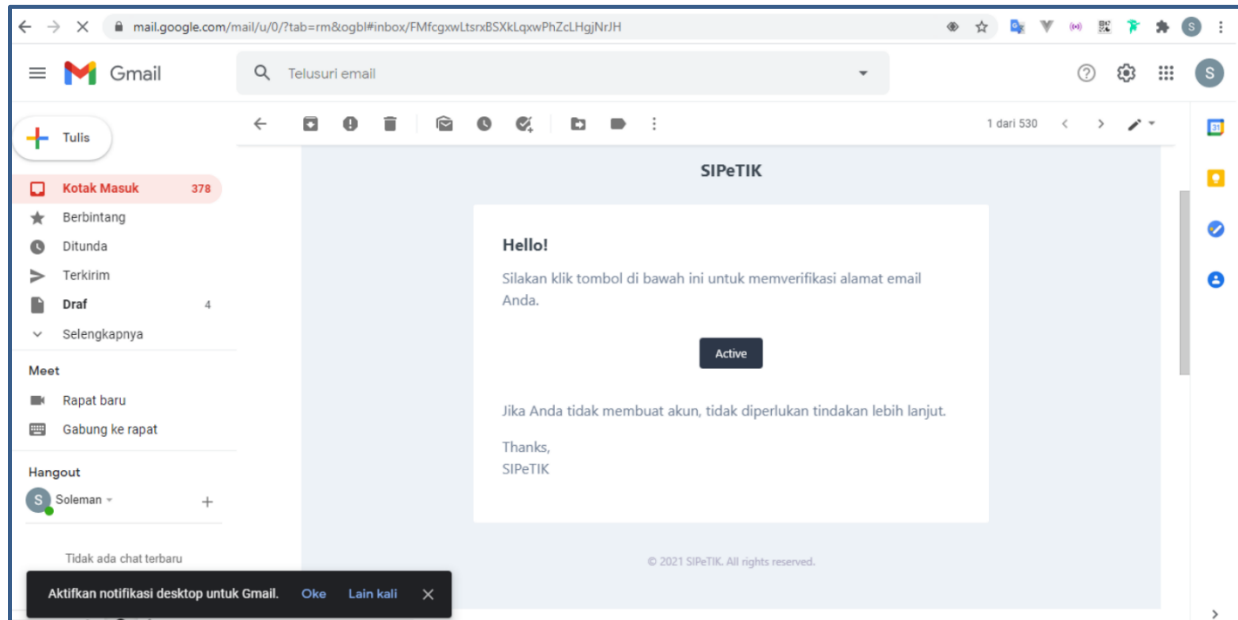 mail.google.com/mail/u/0/?tab=rm&ogbl#inbox/FMfcgxwLtsrxBSXkLqxwPhZcLHgjNrJH
S
Gmail
Telusuri email
S
Tulis
1 dari 530
31
Kotak Masuk 378
Berbintang
Ditunda
Terkirim
Draf 4
Selengkapnya
Meet
Rapat baru
Gabung ke rapat
Hangout
S Soleman
Tidak ada chat terbaru
SIPeTIK
Hello!
Silakan klik tombol di bawah ini untuk memverifikasi alamat email
Anda.
Active
Jika Anda tidak membuat akun, tidak diperlukan tindakan lebih lanjut.
Thanks,
SIPeTIK
© 2021 SIPeTIK. All rights reserved.
Aktifkan notifikasi desktop untuk Gmail. Oke Lain kali